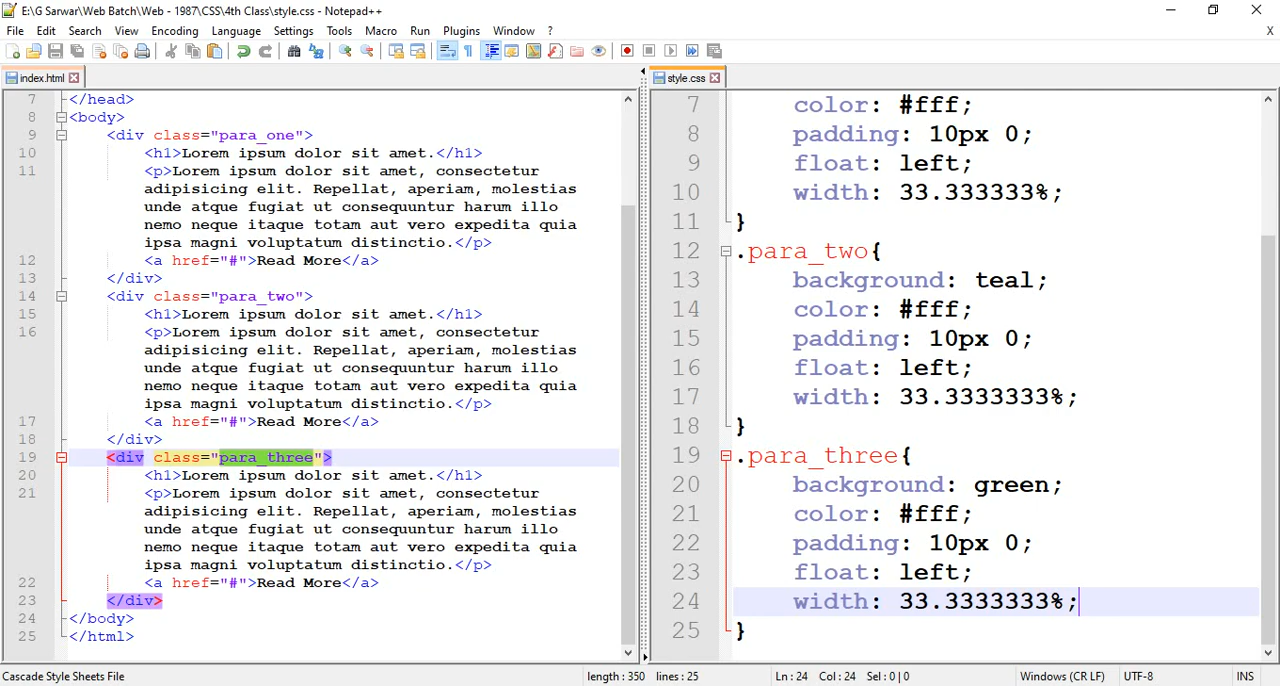 E:\G Sarwar\Web Batch\Web - 1987\CSS\4th Class\style.css - Notepad++
File Edit Search View Encoding Language Settings Tools Macro Run Plugins Window ? X
index.html
7 </head>
8 <body>
9 <div class="para_one">
10 <h1>Lorem ipsum dolor sit amet.</h1>
11 <p>Lorem ipsum dolor sit amet, consectetur
adipisicing elit. Repellat, aperiam, molestias
unde atque fugiat ut consequuntur harum illo
nemo neque itaque totam aut vero expedita quia
ipsa magni voluptatum distinctio.</p>
12 <a href="#">Read More</a>
13 </div>
14 <div class="para_two">
15 <h1>Lorem ipsum dolor sit amet.</h1>
16 <p>Lorem ipsum dolor sit amet, consectetur
adipisicing elit. Repellat, aperiam, molestias
unde atque fugiat ut consequuntur harum illo
nemo neque itaque totam aut vero expedita quia
ipsa magni voluptatum distinctio.</p>
17 <a href="#">Read More</a>
18 </div>
19 <div class="para_three">
20 <h1>Lorem ipsum dolor sit amet.</h1>
21 <p>Lorem ipsum dolor sit amet, consectetur
adipisicing elit. Repellat, aperiam, molestias
unde atque fugiat ut consequuntur harum illo
nemo neque itaque totam aut vero expedita quia
ipsa magni voluptatum distinctio.</p>
22 <a href="#">Read More</a>
23 </div>
24 </body>
25 </html>
style.css
7 color: #fff;
8 padding: 10px 0;
9 float: left;
10 width: 33.333333%;
11 }
12 .para_two{
13 background: teal;
14 color: #fff;
15 padding: 10px 0;
16 float: left;
17 width: 33.3333333%;
18 }
19 .para_three{
20 background: green;
21 color: #fff;
22 padding: 10px 0;
23 float: left;
24 width: 33.3333333%;
25 }
Cascade Style Sheets File length : 350 lines : 25 Ln : 24 Col : 24 Sel : 0 | 0 Windows (CR LF) UTF-8 INS